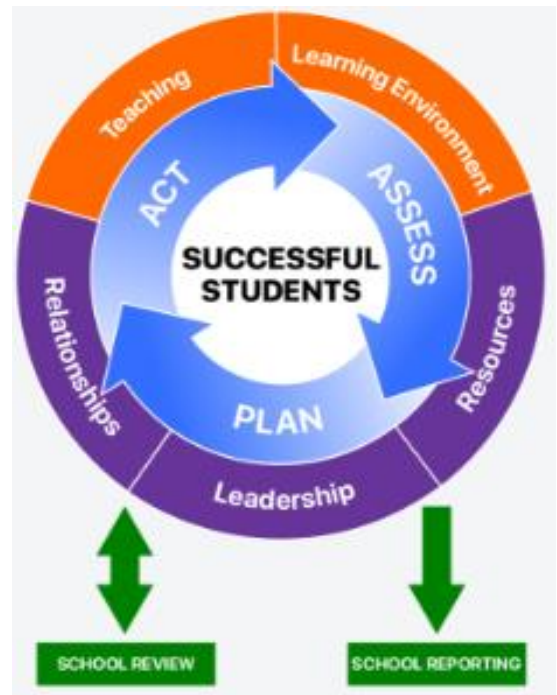 Teaching
Learning Environment
ACT
ASSESS
SUCCESSFUL
STUDENTS
Relationships
Resources
PLAN
Leadership
SCHOOL REVIEW
SCHOOL REPORTING